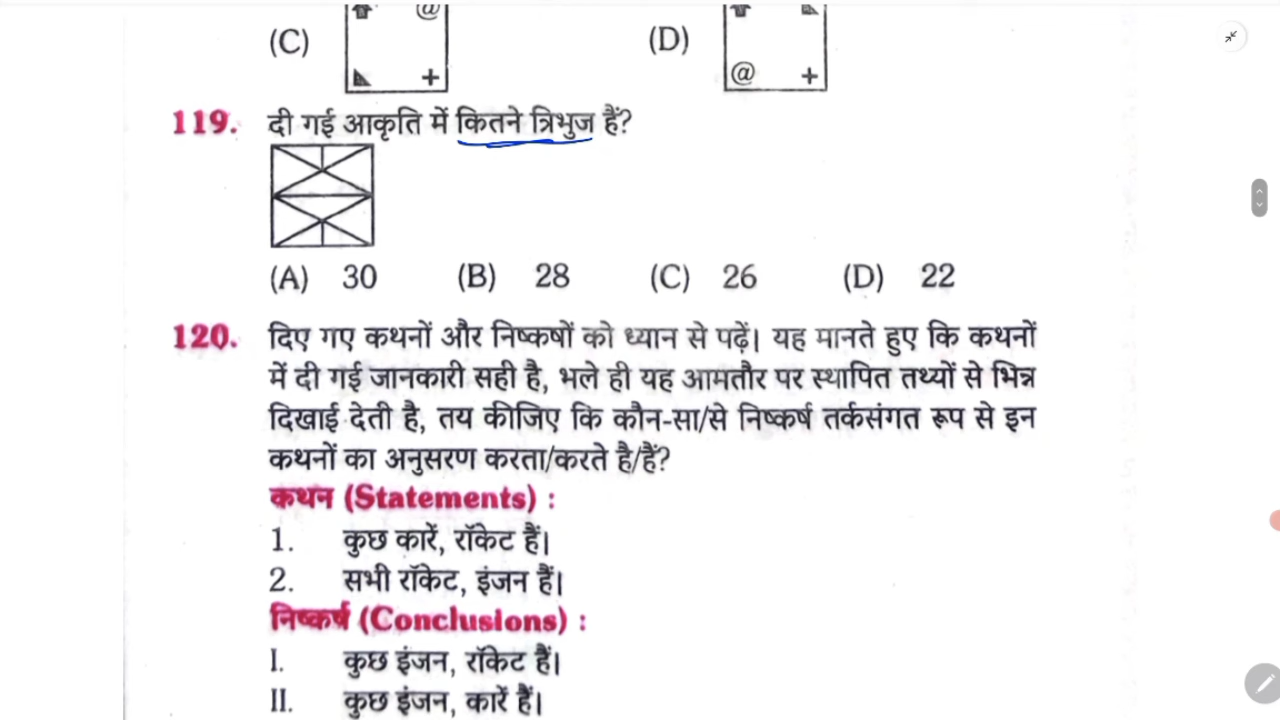 (C) @ + (D) @ +
119. दी गई आकृति में कितने त्रिभुज हैं?
(A) 30 (B) 28 (C) 26 (D) 22
120. दिए गए कथनों और निष्कर्षों को ध्यान से पढ़ें। यह मानते हुए कि कथनों
में दी गई जानकारी सही है, भले ही यह आमतौर पर स्थापित तथ्यों से भिन्न
दिखाई देती है, तय कीजिए कि कौन-सा/से निष्कर्ष तर्कसंगत रूप से इन
कथनों का अनुसरण करता/करते है/हैं?
कथन (Statements) :
1. कुछ कारें, रॉकेट हैं।
2. सभी रॉकेट, इंजन हैं।
निष्कर्ष (Conclusions) :
I. कुछ इंजन, रॉकेट हैं।
II. कुछ इंजन, कारें हैं।